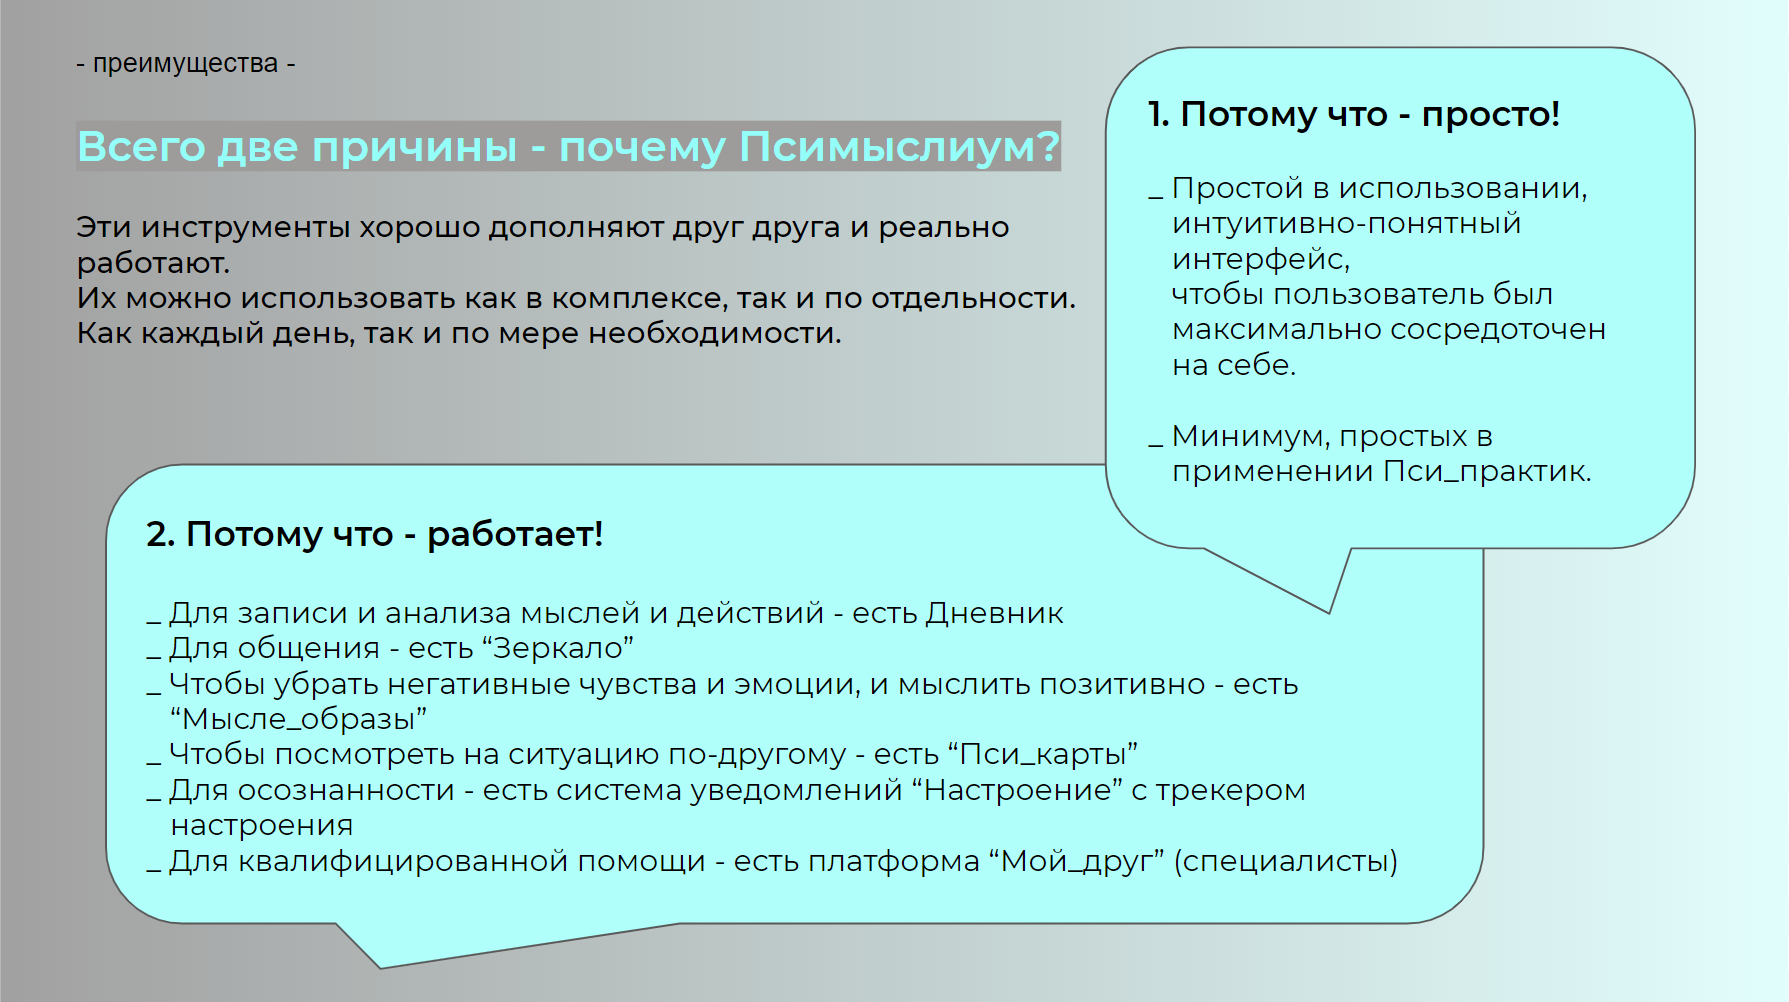 - преимущества -
Всего две причины - почему Псимыслиум?
Эти инструменты хорошо дополняют друг друга и реально
работают.
Их можно использовать как в комплексе, так и по отдельности.
Как каждый день, так и по мере необходимости.
1. Потому что - просто!
_ Простой в использовании,
интуитивно-понятный
интерфейс,
чтобы пользователь был
максимально сосредоточен
на себе.
_ Минимум, простых в
применении Пси_практик.
2. Потому что - работает!
_ Для записи и анализа мыслей и действий - есть Дневник
_ Для общения - есть “Зеркало”
_ Чтобы убрать негативные чувства и эмоции, и мыслить позитивно - есть
“Мысле_образы”
_ Чтобы посмотреть на ситуацию по-другому - есть “Пси_карты”
_ Для осознанности - есть система уведомлений “Настроение” с трекером
настроения
_ Для квалифицированной помощи - есть платформа “Мой_друг” (специалисты)